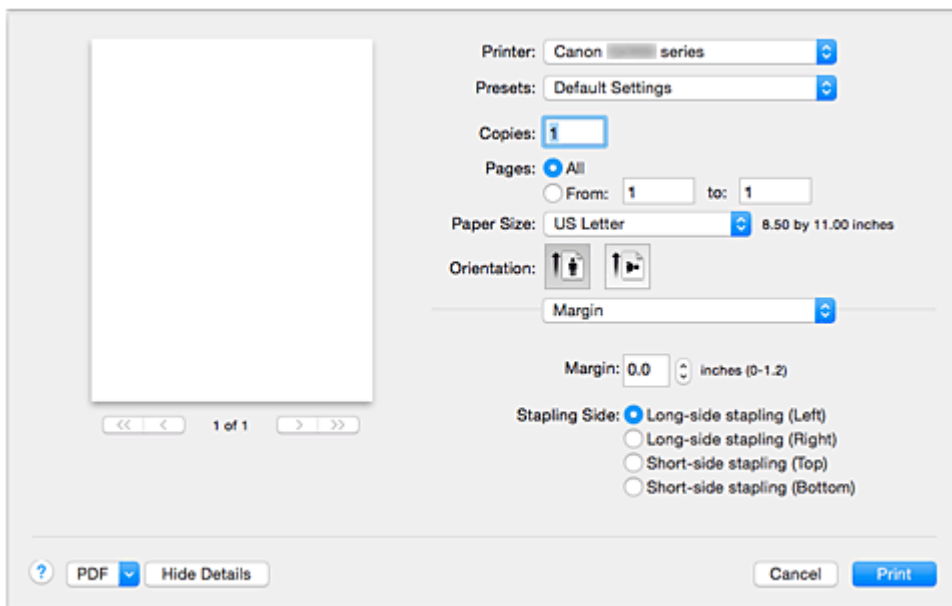 Printer: Canon series
Presets: Default Settings
Copies: 1
Pages: All
From: 1 to: 1
Paper Size: US Letter 8.50 by 11.00 inches
Orientation:
Margin
Margin: 0.0 inches (0-1.2)
1 of 1
Stapling Side: Long-side stapling (Left)
Long-side stapling (Right)
Short-side stapling (Top)
Short-side stapling (Bottom)
? PDF Hide Details Cancel Print